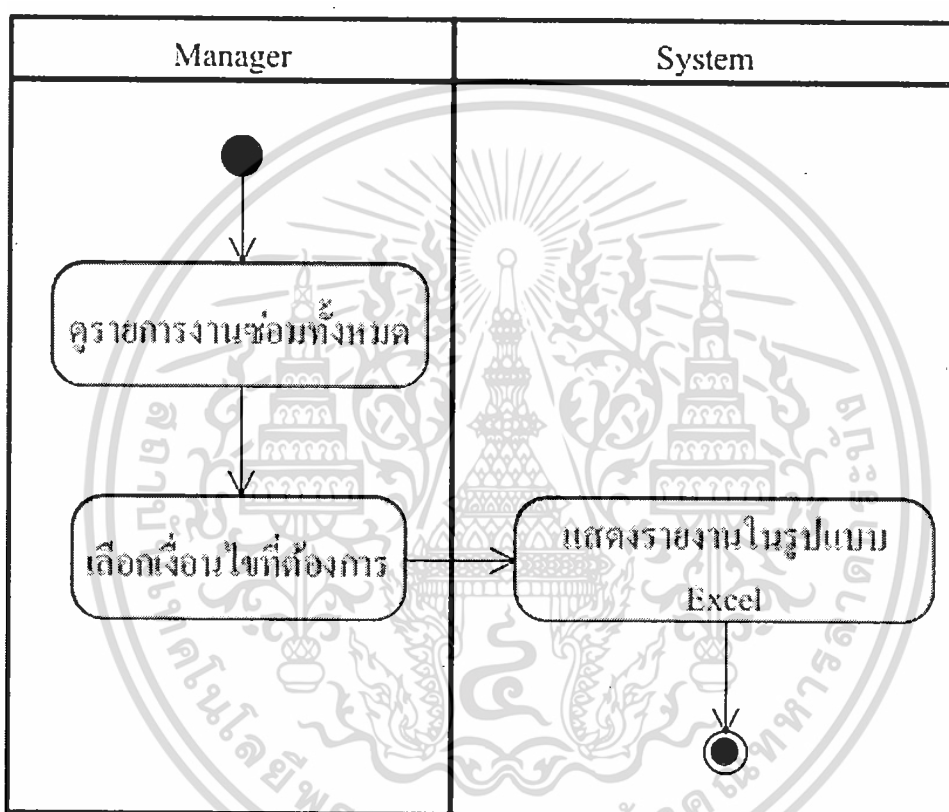 Manager
System
ดูรายการงานซ่อมทั้งหมด
เลือกเงื่อนไขที่ต้องการ
แสดงรายงานในรูปแบบ
Excel